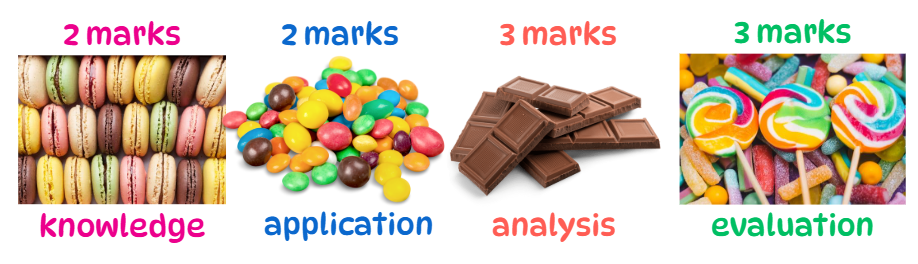 2 marks
2 marks
3 marks
3 marks
knowledge
application
analysis
evaluation